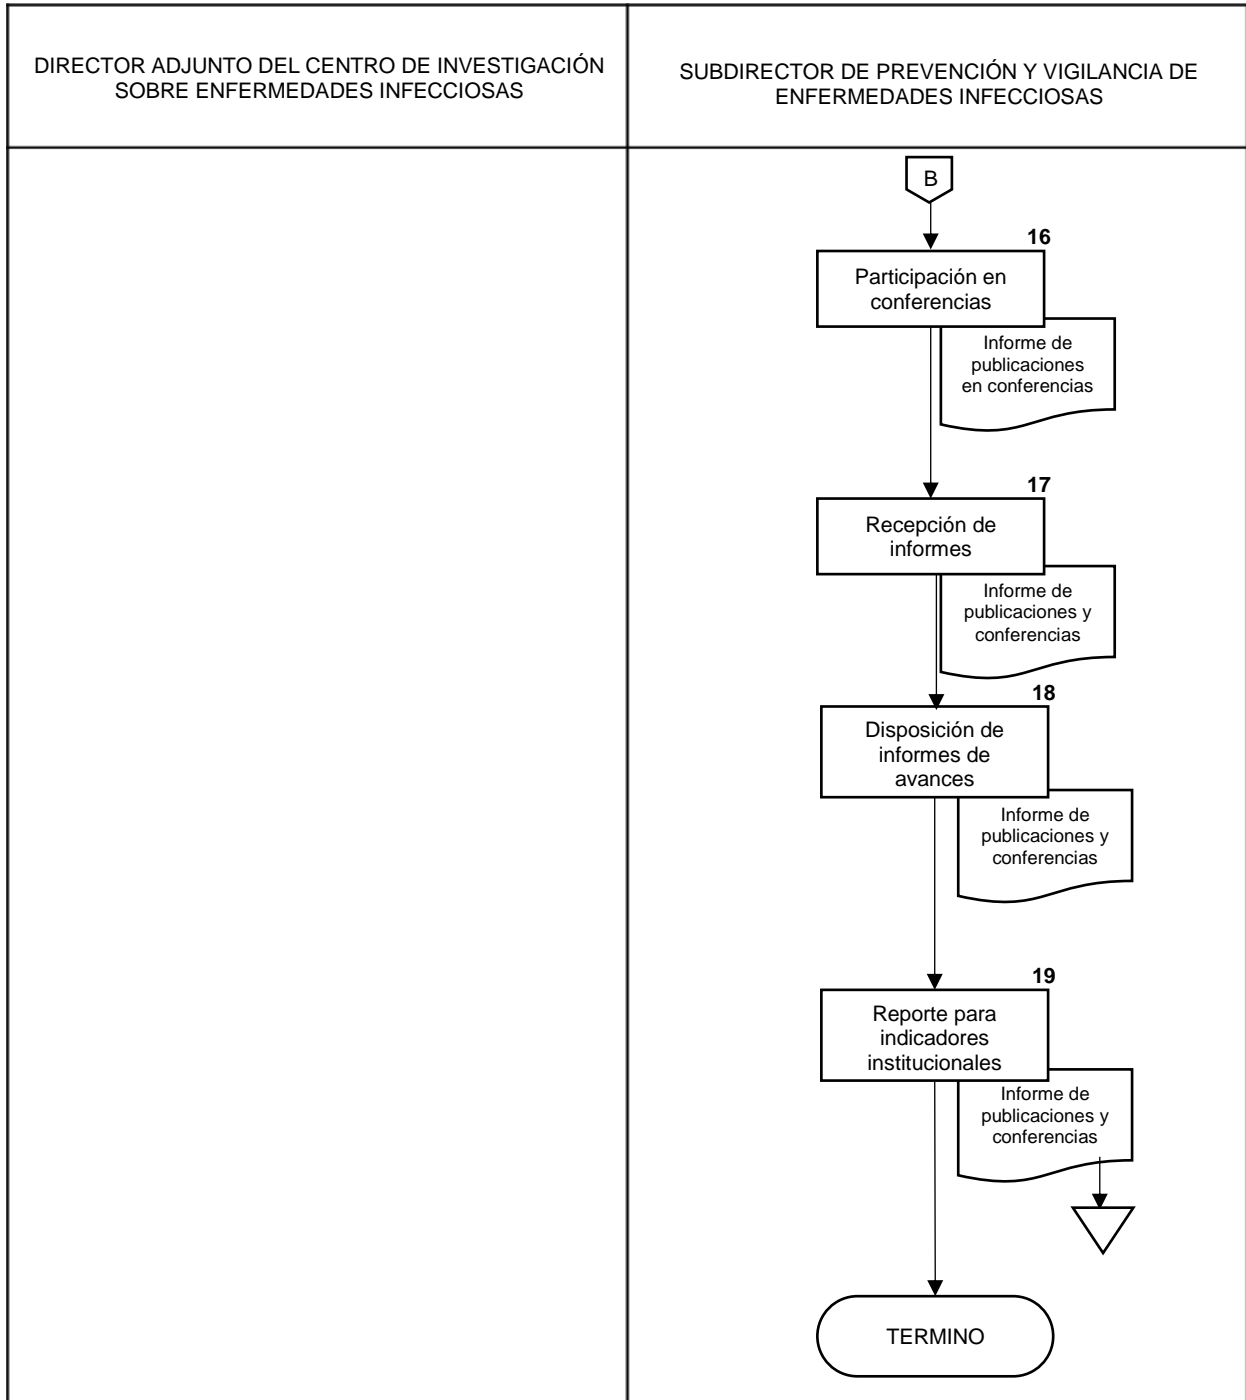 DIRECTOR ADJUNTO DEL CENTRO DE INVESTIGACIÓN
SOBRE ENFERMEDADES INFECCIOSAS
SUBDIRECTOR DE PREVENCIÓN Y VIGILANCIA DE
ENFERMEDADES INFECCIOSAS
B
16
Participación en
conferencias
Informe de
publicaciones
en conferencias
17
Recepción de
informes
Informe de
publicaciones y
conferencias
18
Disposición de
informes de
avances
Informe de
publicaciones y
conferencias
19
Reporte para
indicadores
institucionales
Informe de
publicaciones y
conferencias
TERMINO